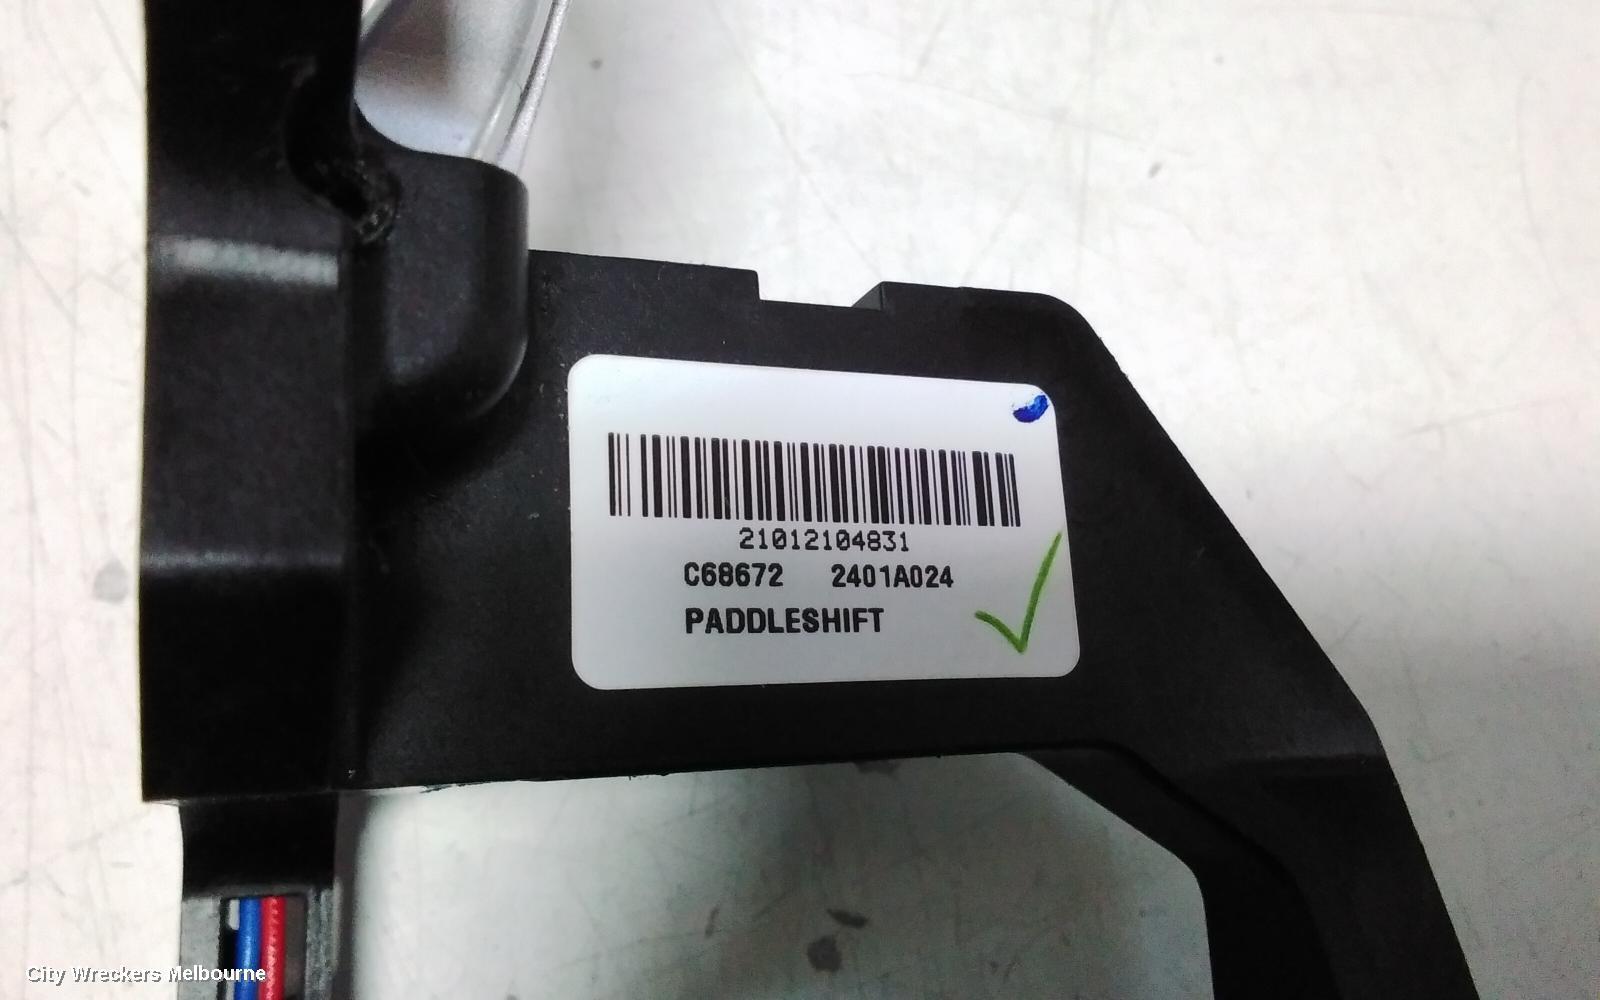 21012104831
C68672 2401A024
PADDLESHIFT
City Wreckers Melbourne